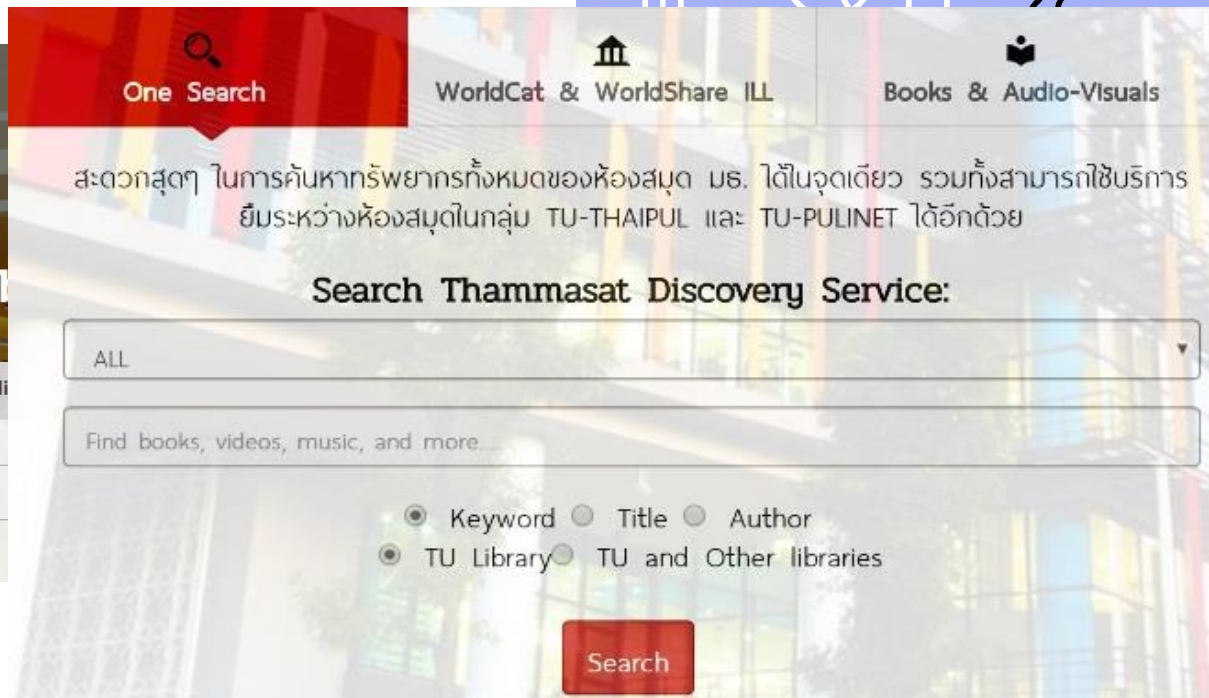 One Search
WorldCat & WorldShare ILL
Books & Audio-Visuals
สะดวกสุดๆ ในการค้นหาทรัพยากรทั้งหมดของห้องสมุด มธ. ได้ในจุดเดียว รวมทั้งสามารถใช้บริการ
ยืมระหว่างห้องสมุดในกลุ่ม TU-THAIPUL และ TU-PULINET ได้อีกด้วย
Search Thammasat Discovery Service:
ALL
Find books, videos, music, and more....
Keyword Title Author
TU Library TU and Other libraries
Search